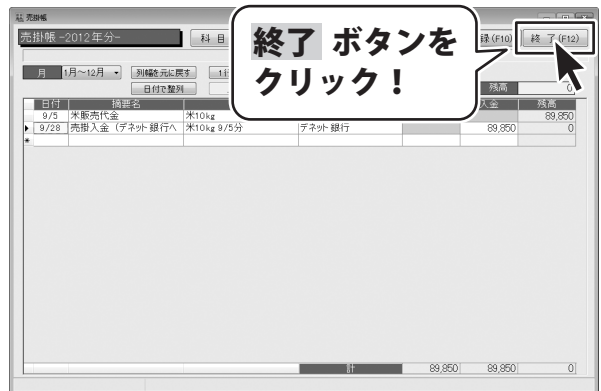 売掛帳
売掛帳 -2012年分-
科 目
録(F10)
終 了(F12)
終了 ボタンを
クリック！
月 1月～12月
列幅を元に戻す
日付で整列
残高
0
日付 摘要名 入金 残高
9/5 米販売代金 米10kg 89,850
9/28 売掛入金（デネット銀行へ 米10kg 9/5分 デネット銀行 89,850 0
計 89,850 89,850 0